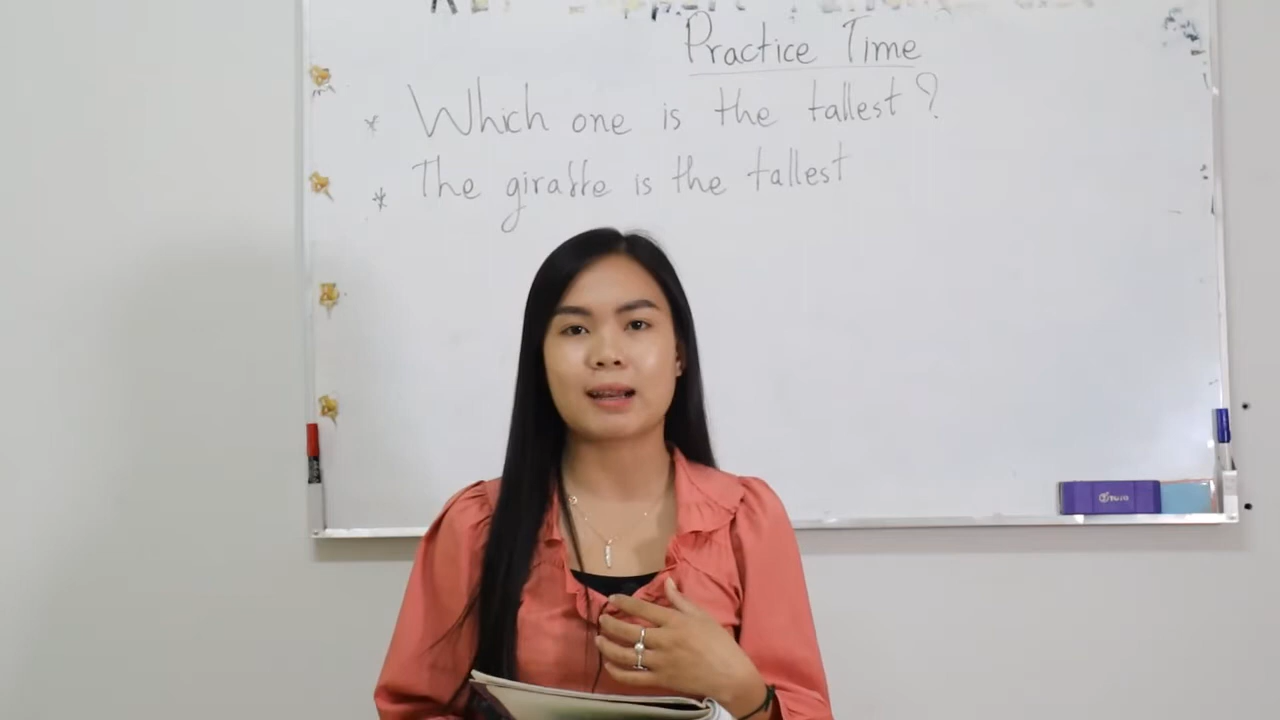 Practice Time
* Which one is the tallest?
* The giraffe is the tallest